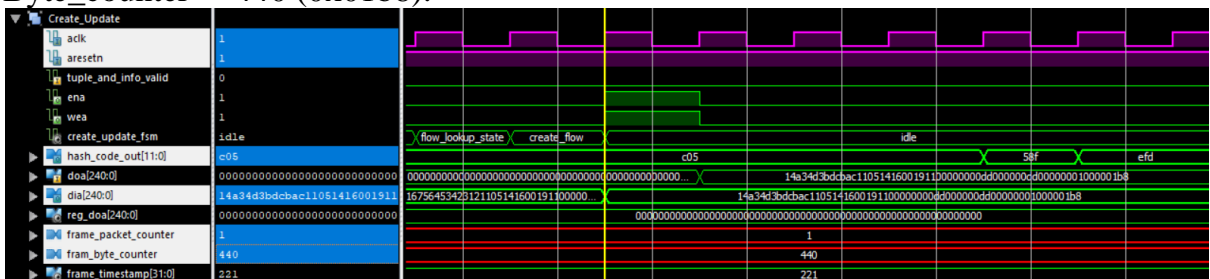 Byte_counter = 440 (0x01b8).
Create_Update
aclk 1
aresetn 1
tuple_and_info_valid 0
ena 1
wea 1
create_update_fsm idle flow_lookup_state create_flow idle
hash_code_out[11:0] c05 c05 58f efd
doa[240:0]
dia[240:0] 14a34d3bdcbac11051416001911
reg_doa[240:0]
frame_packet_counter 1 1
fram_byte_counter 440 440
frame_timestamp[31:0] 221 221